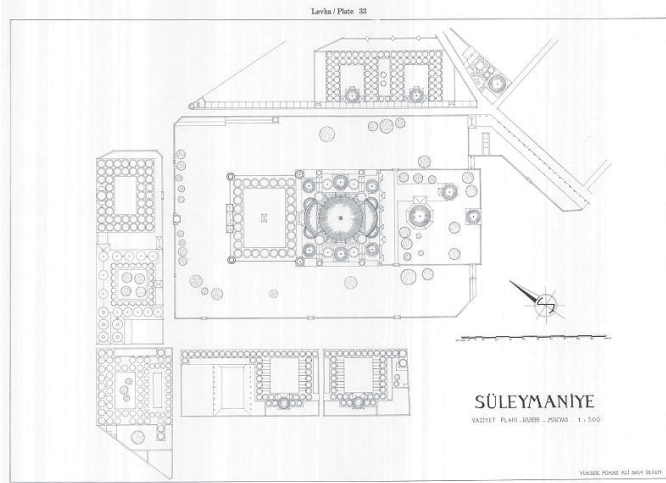 Levha / Plate 33
SÜLEYMANİYE
VAZİYET PLANI - KUBBE - MİKYAS 1 : 500
YÜKSEK MİMAR ALİ SAİM ÜLGEN